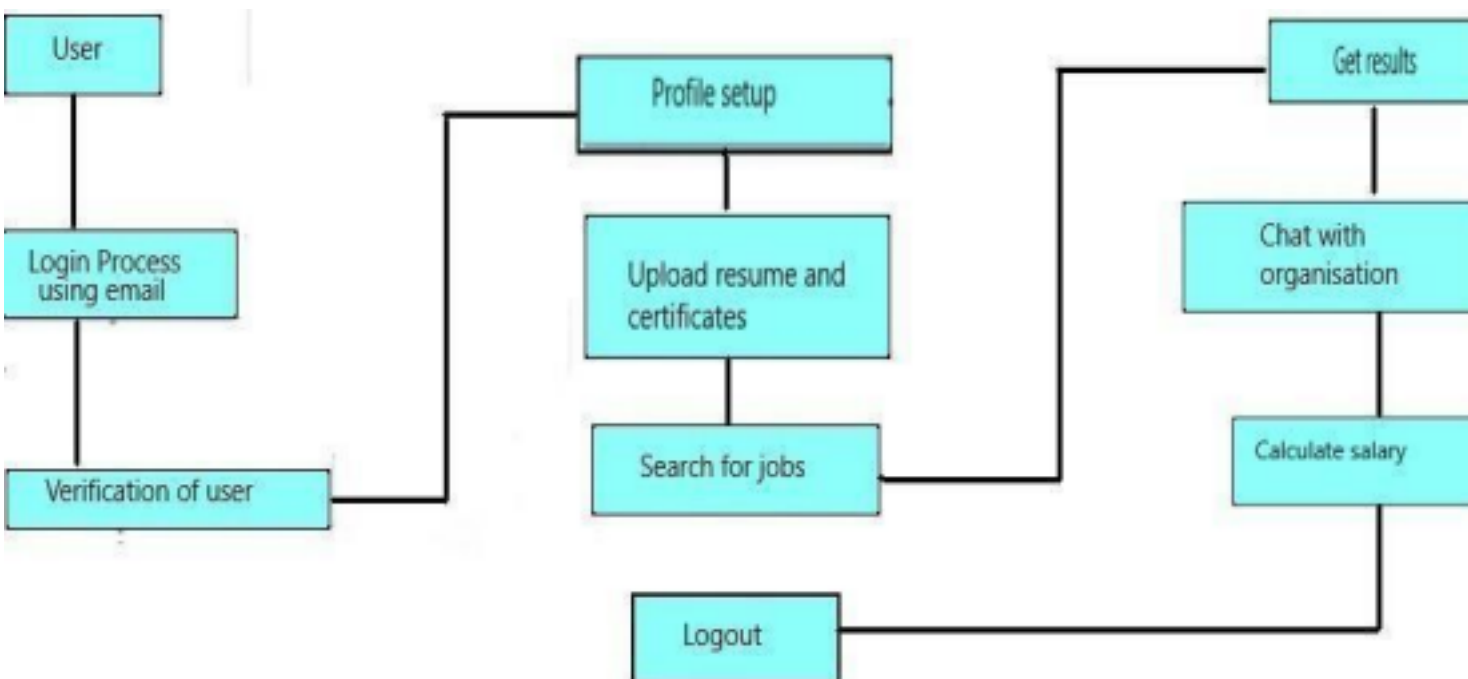 User
Login Process
using email
Verification of user
Profile setup
Upload resume and
certificates
Search for jobs
Get results
Chat with
organisation
Calculate salary
Logout